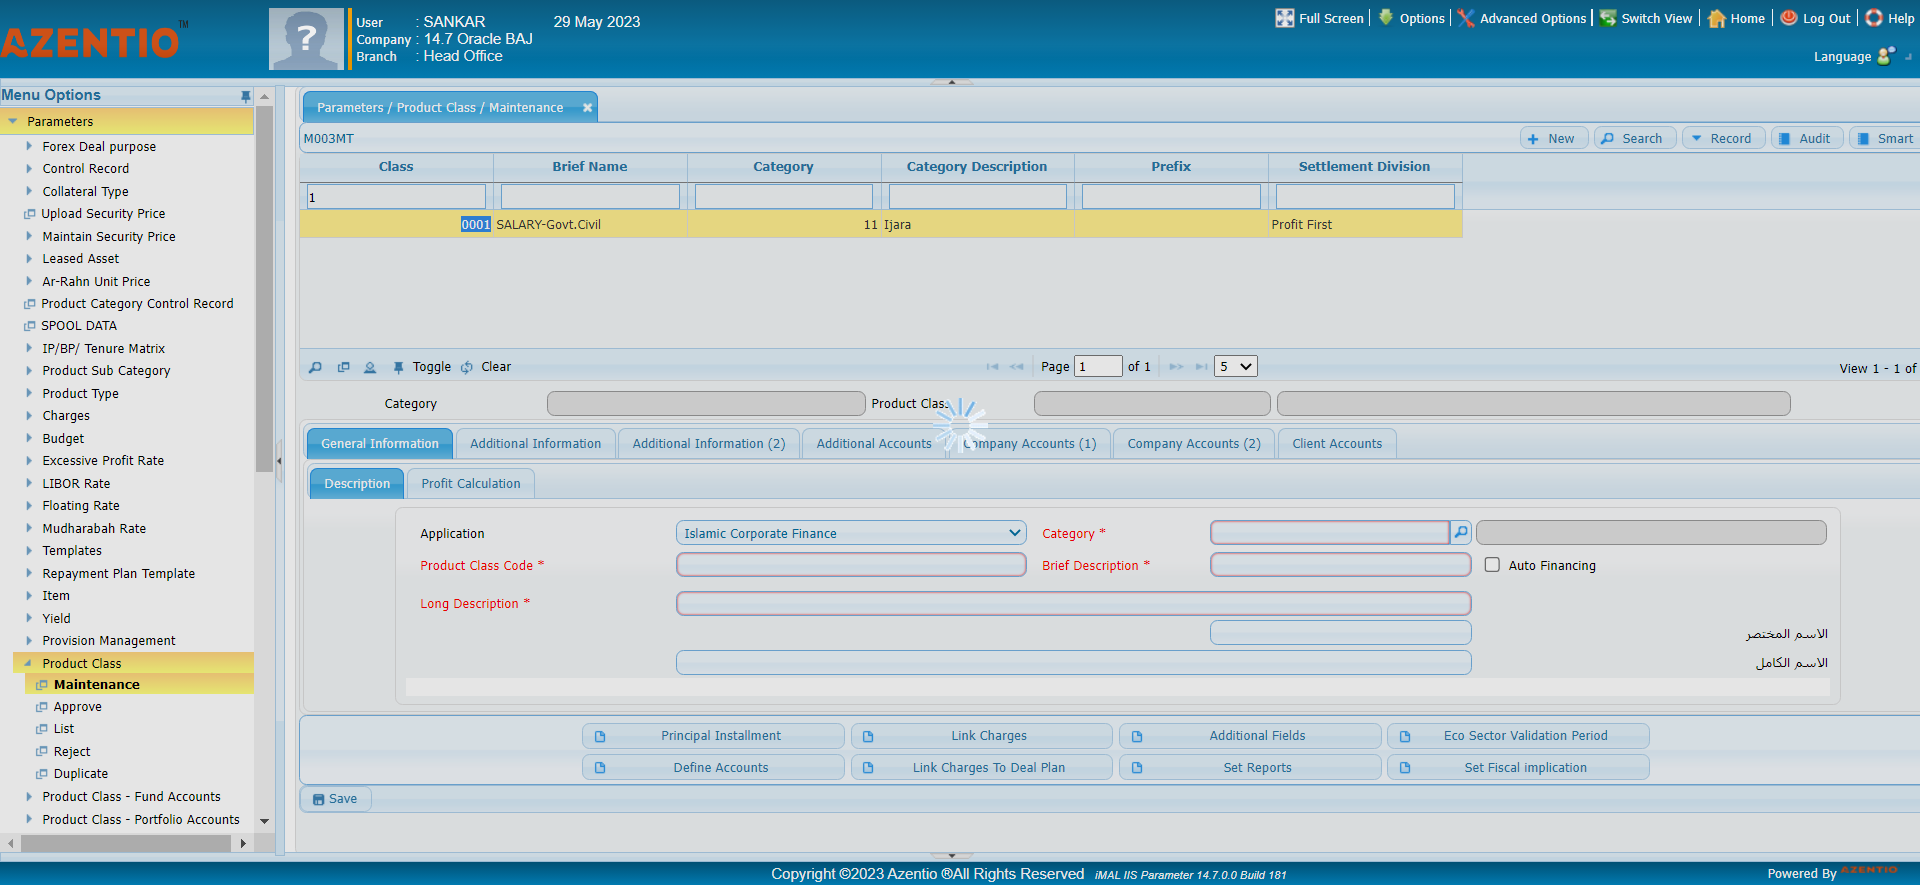 AZENTIO™
User : SANKAR 29 May 2023
Company : 14.7 Oracle BAJ
Branch : Head Office
Full Screen Options Advanced Options Switch View Home Log Out Help
Language
Menu Options
Parameters
Forex Deal purpose
Control Record
Collateral Type
Upload Security Price
Maintain Security Price
Leased Asset
Ar-Rahn Unit Price
Product Category Control Record
SPOOL DATA
IP/BP/ Tenure Matrix
Product Sub Category
Product Type
Charges
Budget
Excessive Profit Rate
LIBOR Rate
Floating Rate
Mudharabah Rate
Templates
Repayment Plan Template
Item
Yield
Provision Management
Product Class
Maintenance
Approve
List
Reject
Duplicate
Product Class - Fund Accounts
Product Class - Portfolio Accounts
Parameters / Product Class / Maintenance
M003MT
New Search Record Audit Smart
Class Brief Name Category Category Description Prefix Settlement Division
1
0001 SALARY-Govt.Civil 11 Ijara Profit First
Toggle Clear Page 1 of 1 5 View 1 - 1 of
Category Product Class
General Information Additional Information Additional Information (2) Additional Accounts Company Accounts (1) Company Accounts (2) Client Accounts
Description Profit Calculation
Application Islamic Corporate Finance Category *
Product Class Code * Brief Description * Auto Financing
Long Description *
الاسم المختصر
الاسم الكامل
Principal Installment Link Charges Additional Fields Eco Sector Validation Period
Define Accounts Link Charges To Deal Plan Set Reports Set Fiscal implication
Save
Copyright ©2023 Azentio ®All Rights Reserved iMAL IIS Parameter 14.7.0.0 Build 181
Powered By AZENTIO